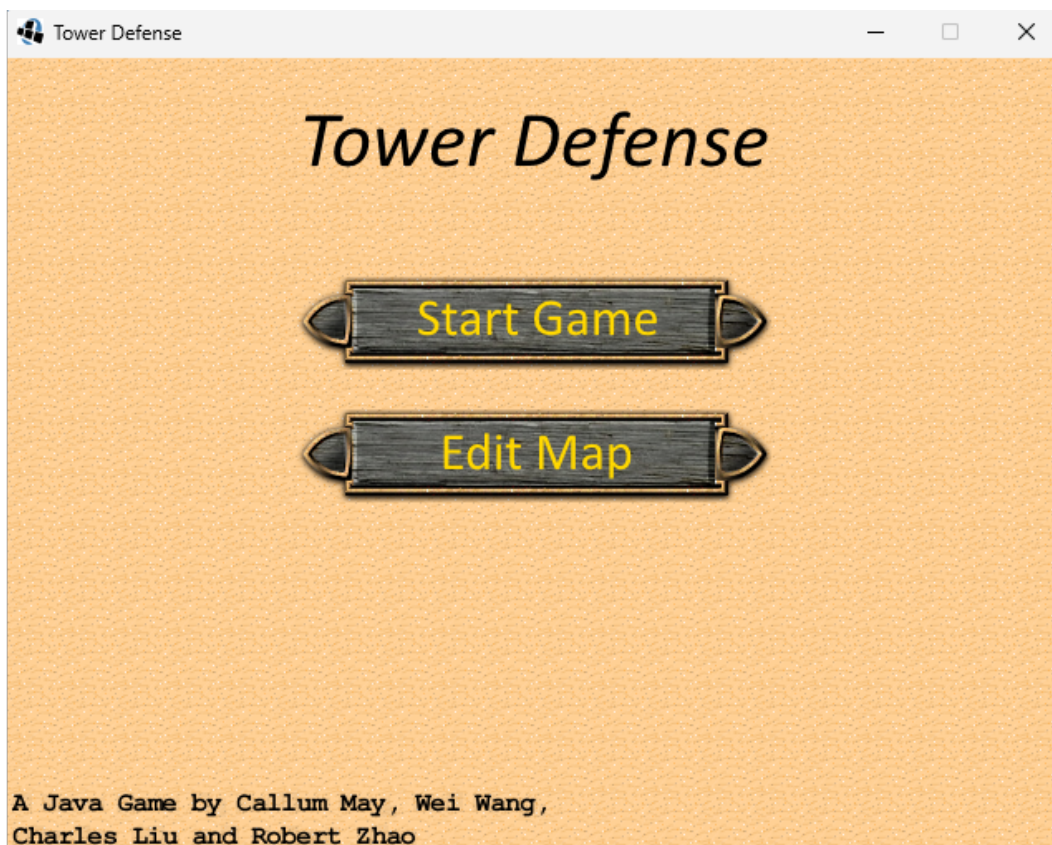 Tower Defense
Tower Defense
Start Game
Edit Map
A Java Game by Callum May, Wei Wang,
Charles Liu and Robert Zhao